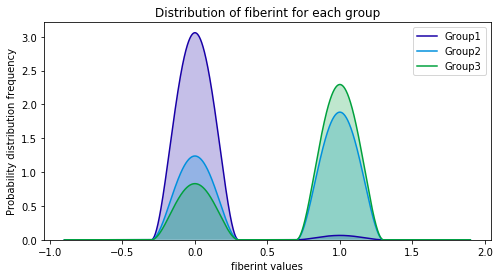 Distribution of fiberint for each group
Probability distribution frequency
3.0
2.5
2.0
1.5
1.0
0.5
0.0
Group1
Group2
Group3
−1.0 −0.5 0.0 0.5 1.0 1.5 2.0
fiberint values